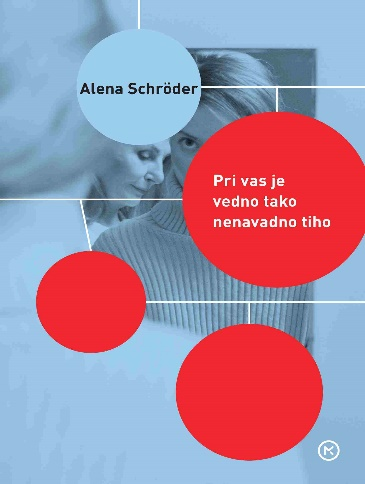 Alena Schröder
Pri vas je
vedno tako
nenavadno tiho